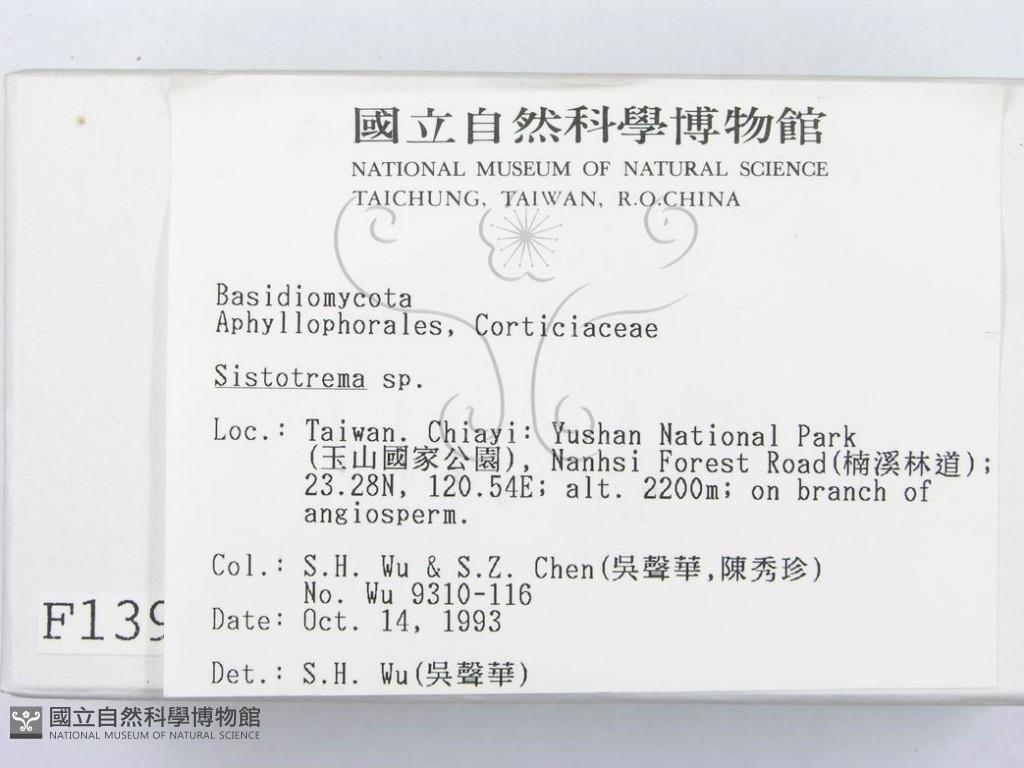 國立自然科學博物館
NATIONAL MUSEUM OF NATURAL SCIENCE
TAICHUNG, TAIWAN, R.O.CHINA
Basidiomycota
Aphyllophorales, Corticiaceae
Sistotrema sp.
Loc.: Taiwan. Chiayi: Yushan National Park
(玉山國家公園), Nanhsi Forest Road(楠溪林道);
23.28N, 120.54E; alt. 2200m; on branch of
angiosperm.
Col.: S.H. Wu & S.Z. Chen(吳聲華,陳秀珍)
No. Wu 9310-116
Date: Oct. 14, 1993
Det.: S.H. Wu(吳聲華)
F139
國立自然科學博物館
NATIONAL MUSEUM OF NATURAL SCIENCE